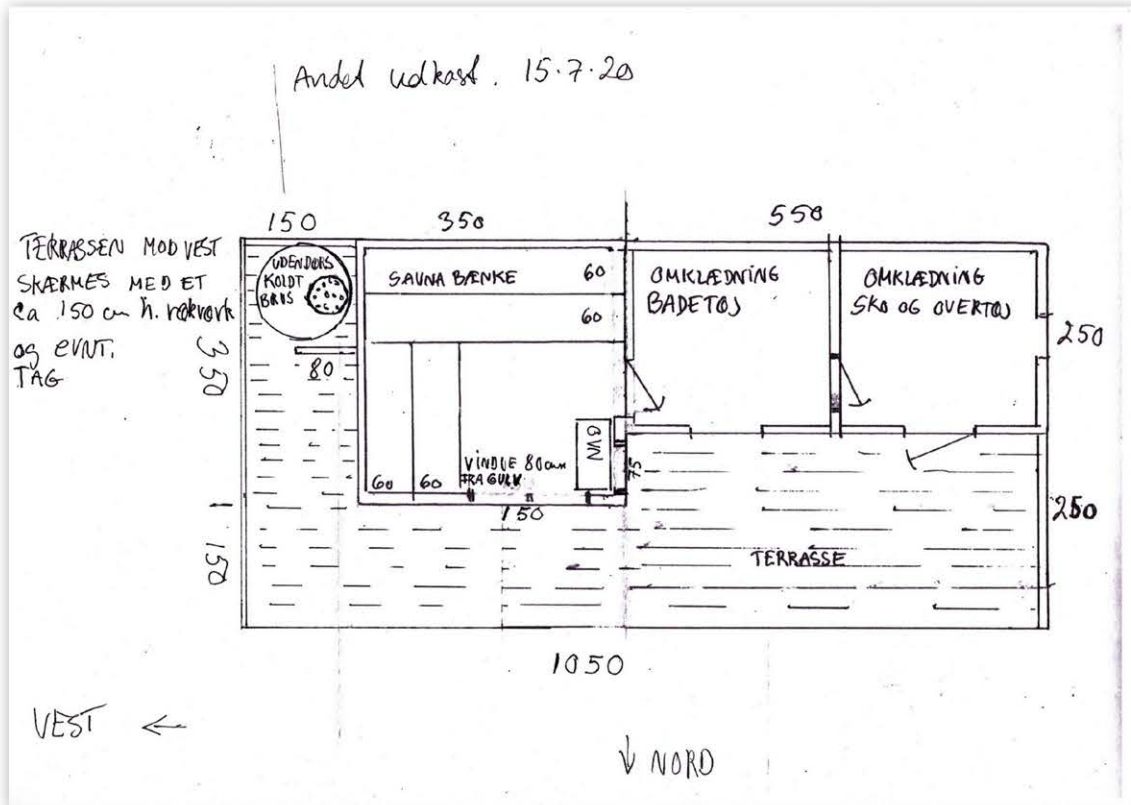 Andet udkast. 15.7.20
150
350
550
TERRASSEN MOD VEST
SKÆRMES MED ET
ca 150 cm h. rækværk
og EVNT.
TAG
UDENDØRS
KOLDT
BRUS
SAUNA BÆNKE
60
60
OMKLÆDNING
BADETØJ
OMKLÆDNING
SKO OG OVERTØJ
250
350
80
OVN
VINDUE 80 cm
FRA GULV
60
60
75
150
250
150
TERRASSE
1050
VEST
NORD